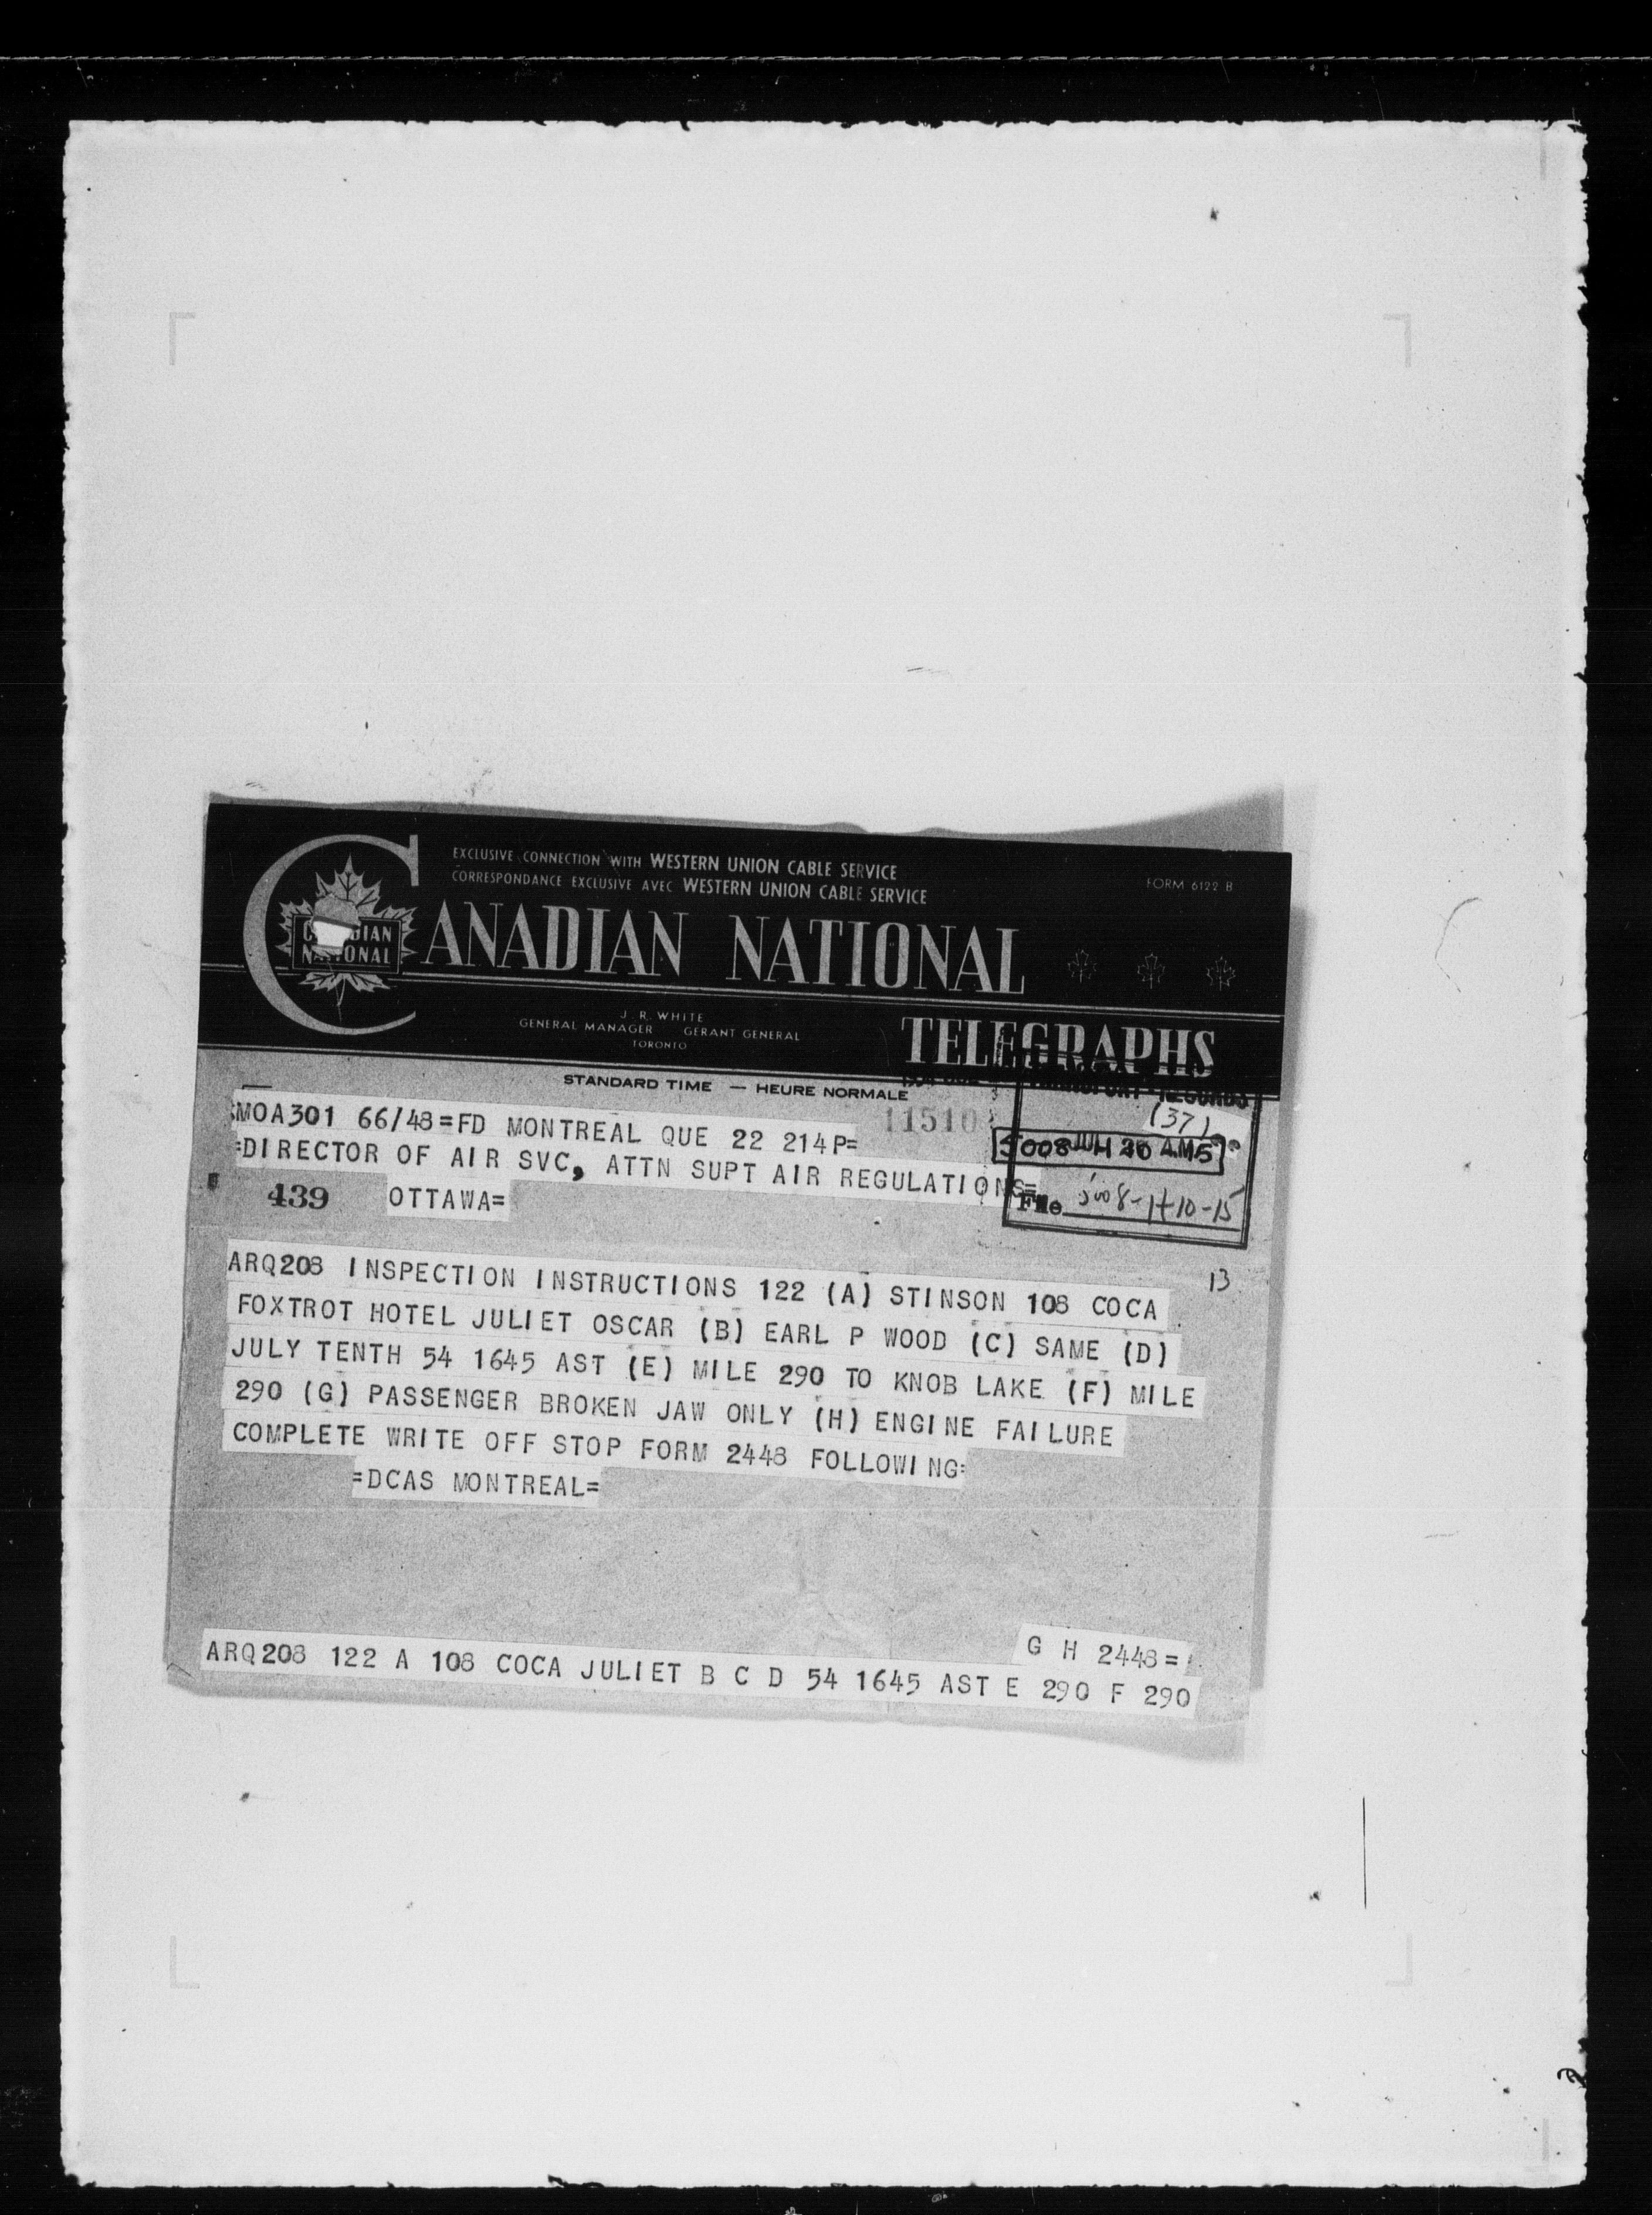 EXCLUSIVE CONNECTION WITH WESTERN UNION CABLE SERVICE
CORRESPONDANCE EXCLUSIVE AVEC WESTERN UNION CABLE SERVICE
FORM 6122 B
CANADIAN NATIONAL
TELEGRAPHS
J. R. WHITE
GENERAL MANAGER GERANT GENERAL
TORONTO
STANDARD TIME — HEURE NORMALE
RECORDS
(37)
11510
MOA301 66/48=FD MONTREAL QUE 22 214P=
=DIRECTOR OF AIR SVC, ATTN SUPT AIR REGULATIONS=
439 OTTAWA=
File
13
ARQ208 INSPECTION INSTRUCTIONS 122 (A) STINSON 108 COCA
FOXTROT HOTEL JULIET OSCAR (B) EARL P WOOD (C) SAME (D)
JULY TENTH 54 1645 AST (E) MILE 290 TO KNOB LAKE (F) MILE
290 (G) PASSENGER BROKEN JAW ONLY (H) ENGINE FAILURE
COMPLETE WRITE OFF STOP FORM 2448 FOLLOWING=
=DCAS MONTREAL=
G H 2448=
ARQ208 122 A 108 COCA JULIET B C D 54 1645 AST E 290 F 290